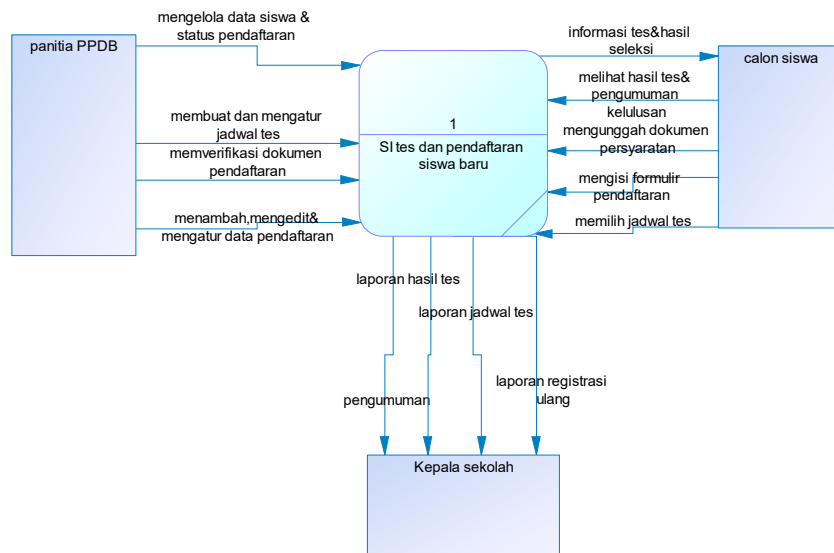 mengelola data siswa &
status pendaftaran
panitia PPDB
membuat dan mengatur
jadwal tes
memverifikasi dokumen
pendaftaran
menambah,mengedit&
mengatur data pendaftaran
1
SI tes dan pendaftaran
siswa baru
informasi tes&hasil
seleksi
calon siswa
melihat hasil tes&
pengumuman
kelulusan
mengunggah dokumen
persyaratan
mengisi formulir
pendaftaran
memilih jadwal tes
laporan hasil tes
laporan jadwal tes
laporan registrasi
ulang
pengumuman
Kepala sekolah